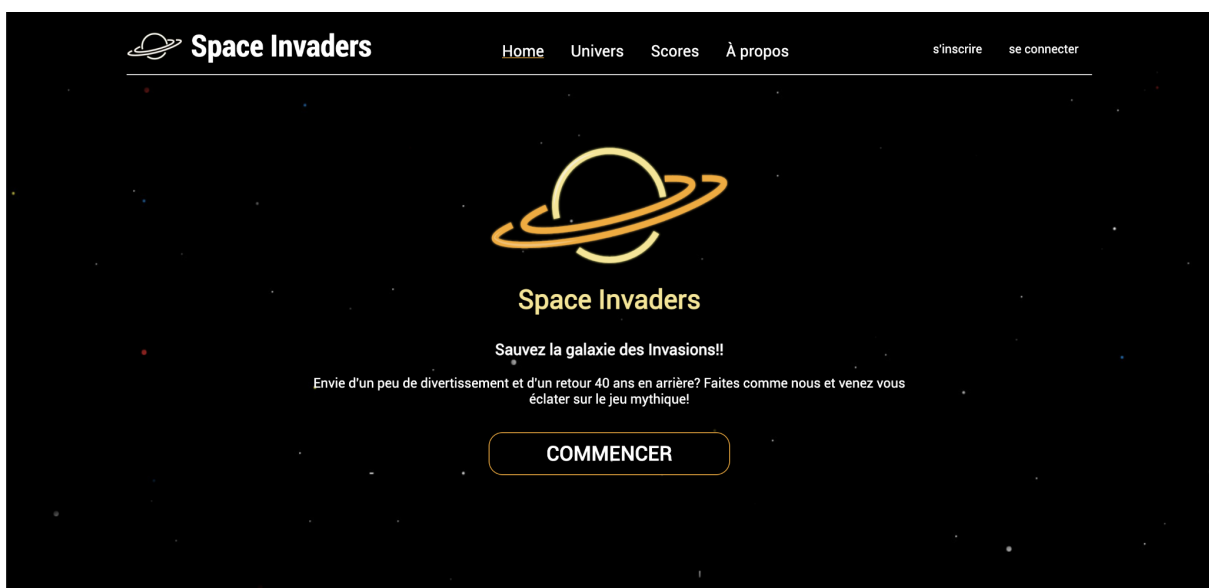 Space Invaders
Home Univers Scores À propos
s'inscrire se connecter
Space Invaders
Sauvez la galaxie des Invasions!!
Envie d'un peu de divertissement et d'un retour 40 ans en arrière? Faites comme nous et venez vous
éclater sur le jeu mythique!
COMMENCER